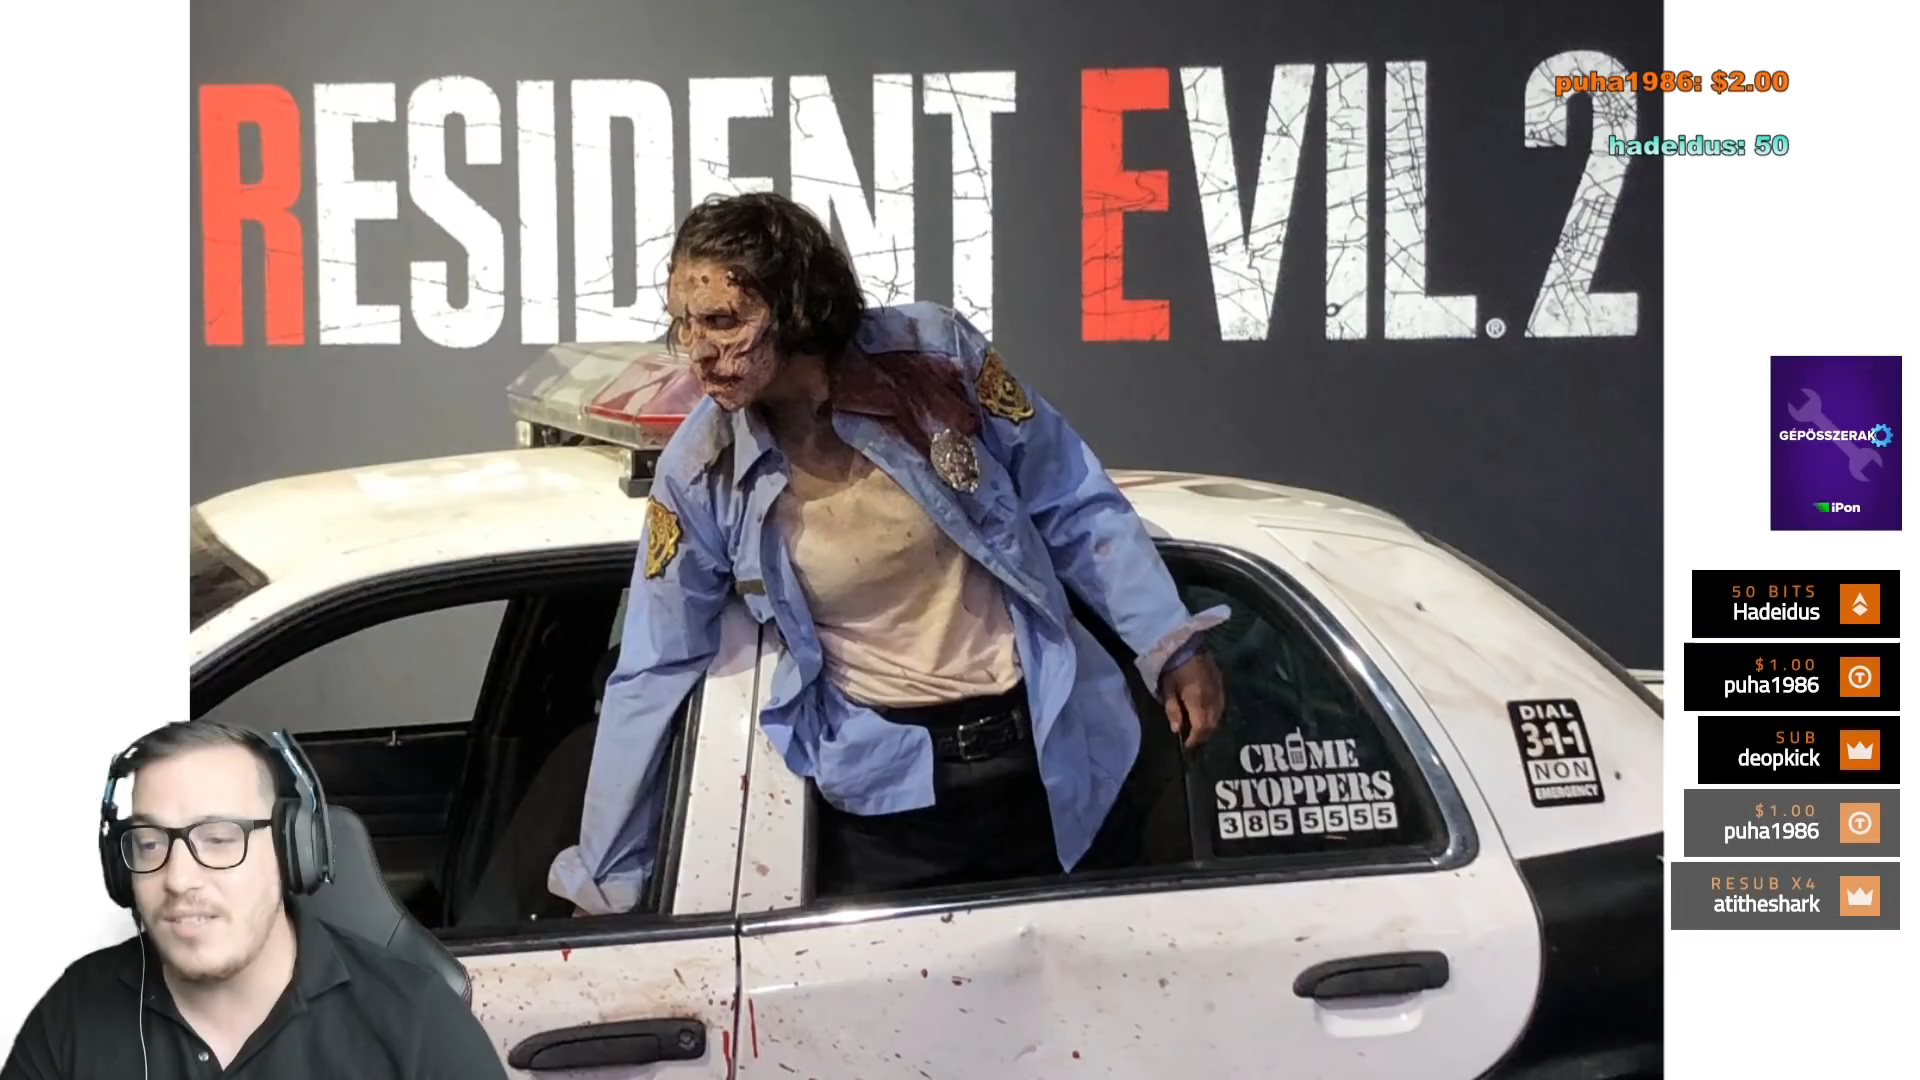 RESIDENT EVIL.2
®
puha1986: $2.00
hadeidus: 50
GÉPÖSSZERAK
iPon
50 BITS
Hadeidus
$1.00
puha1986
SUB
deopkick
$1.00
puha1986
RESUB X4
atitheshark
CRIME
STOPPERS
385 5555
DIAL
3-1-1
NON
EMERGENCY